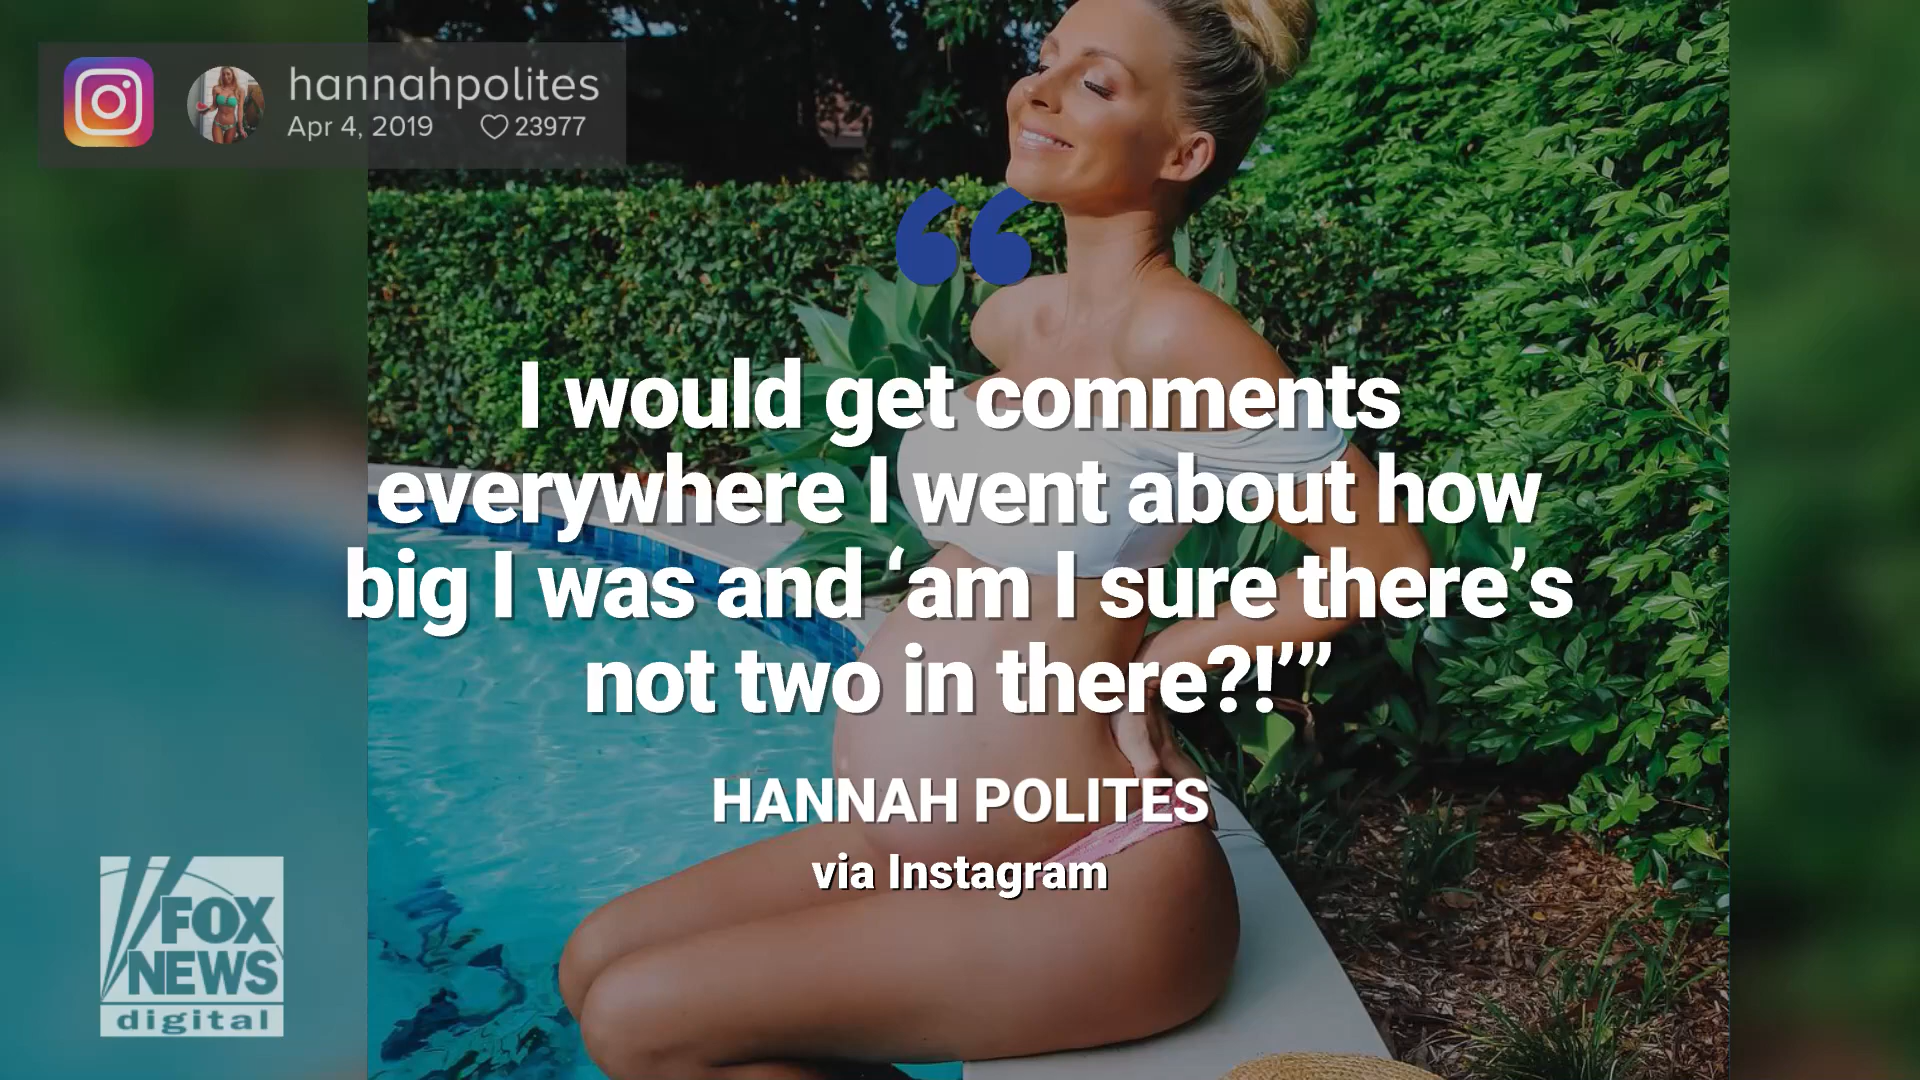 hannahpolites
Apr 4, 2019 23977
“
I would get comments
everywhere I went about how
big I was and ‘am I sure there’s
not two in there?!’”
HANNAH POLITES
via Instagram
FOX
NEWS
digital